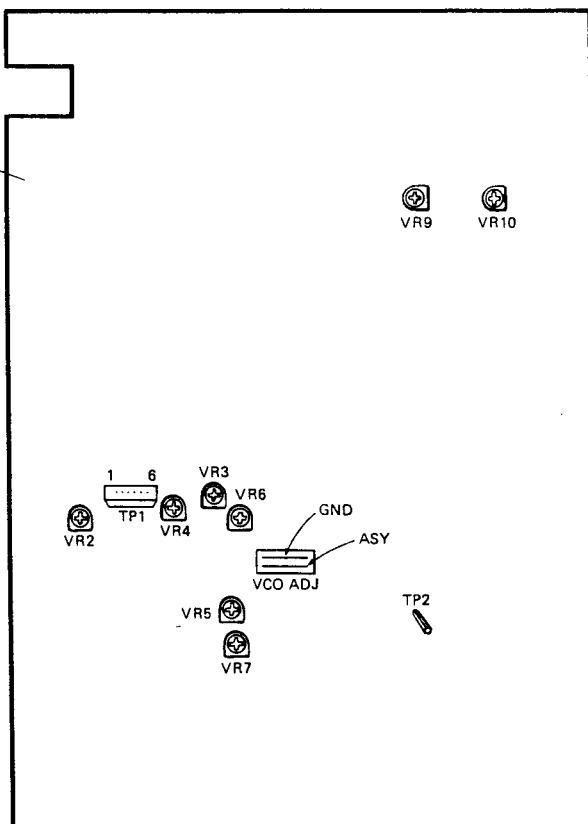 VR9 VR10
1 6
VR3
VR6
TP1
VR4
VR2
GND
ASY
VCO ADJ
VR5
TP2
VR7